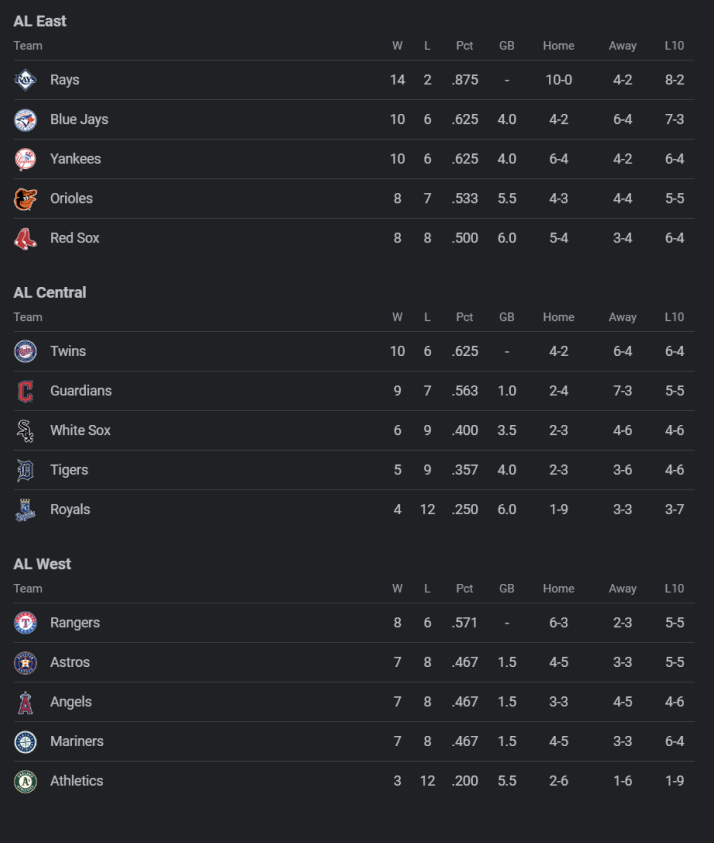 AL East
Team W L Pct GB Home Away L10
Rays 14 2 .875 - 10-0 4-2 8-2
Blue Jays 10 6 .625 4.0 4-2 6-4 7-3
Yankees 10 6 .625 4.0 6-4 4-2 6-4
Orioles 8 7 .533 5.5 4-3 4-4 5-5
Red Sox 8 8 .500 6.0 5-4 3-4 6-4
AL Central
Team W L Pct GB Home Away L10
Twins 10 6 .625 - 4-2 6-4 6-4
Guardians 9 7 .563 1.0 2-4 7-3 5-5
White Sox 6 9 .400 3.5 2-3 4-6 4-6
Tigers 5 9 .357 4.0 2-3 3-6 4-6
Royals 4 12 .250 6.0 1-9 3-3 3-7
AL West
Team W L Pct GB Home Away L10
Rangers 8 6 .571 - 6-3 2-3 5-5
Astros 7 8 .467 1.5 4-5 3-3 5-5
Angels 7 8 .467 1.5 3-3 4-5 4-6
Mariners 7 8 .467 1.5 4-5 3-3 6-4
Athletics 3 12 .200 5.5 2-6 1-6 1-9